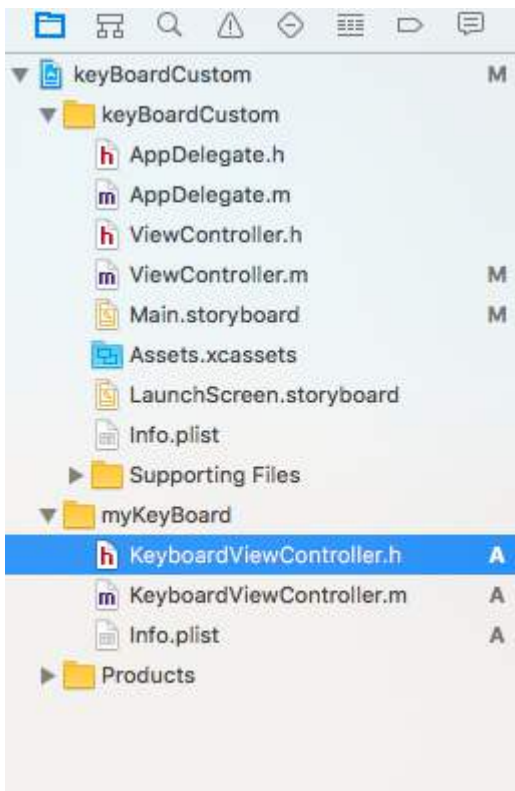 keyBoardCustom M
keyBoardCustom
h AppDelegate.h
m AppDelegate.m
h ViewController.h
m ViewController.m M
Main.storyboard M
Assets.xcassets
LaunchScreen.storyboard
Info.plist
Supporting Files
myKeyBoard
h KeyboardViewController.h A
m KeyboardViewController.m A
Info.plist A
Products